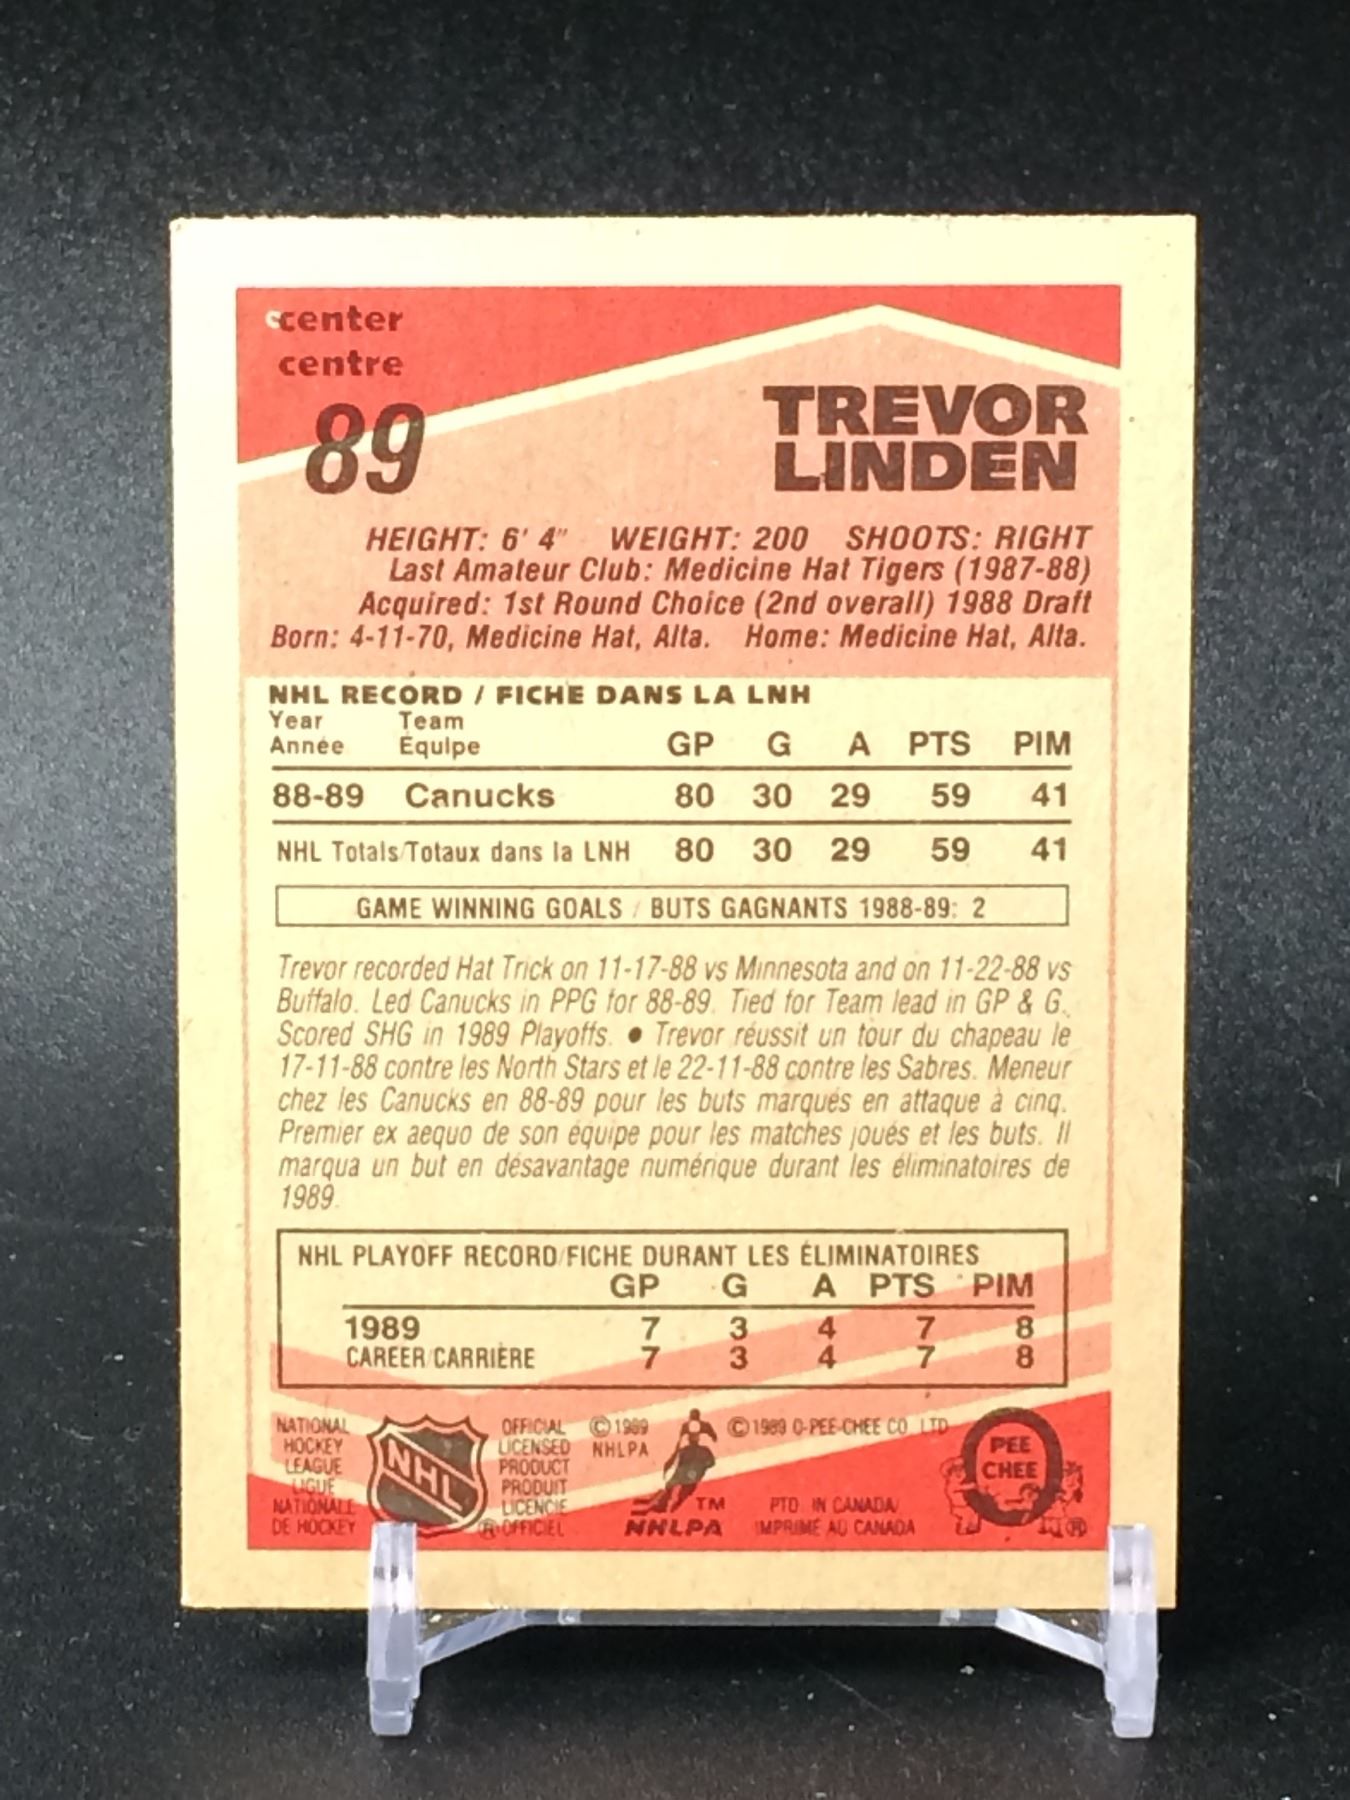 center
centre
89
TREVOR
LINDEN
HEIGHT: 6' 4" WEIGHT: 200 SHOOTS: RIGHT
Last Amateur Club: Medicine Hat Tigers (1987-88)
Acquired: 1st Round Choice (2nd overall) 1988 Draft
Born: 4-11-70, Medicine Hat, Alta. Home: Medicine Hat, Alta.
NHL RECORD / FICHE DANS LA LNH
Year Team
Année Équipe GP G A PTS PIM
88-89 Canucks 80 30 29 59 41
NHL Totals/Totaux dans la LNH 80 30 29 59 41
GAME WINNING GOALS / BUTS GAGNANTS 1988-89: 2
Trevor recorded Hat Trick on 11-17-88 vs Minnesota and on 11-22-88 vs
Buffalo. Led Canucks in PPG for 88-89. Tied for Team lead in GP & G.
Scored SHG in 1989 Playoffs. ● Trevor réussit un tour du chapeau le
17-11-88 contre les North Stars et le 22-11-88 contre les Sabres. Meneur
chez les Canucks en 88-89 pour les buts marqués en attaque à cinq.
Premier ex aequo de son équipe pour les matches joués et les buts. Il
marqua un but en désavantage numérique durant les éliminatoires de
1989.
NHL PLAYOFF RECORD/FICHE DURANT LES ÉLIMINATOIRES
GP G A PTS PIM
1989 7 3 4 7 8
CAREER/CARRIÈRE 7 3 4 7 8
NATIONAL
HOCKEY
LEAGUE
LIGUE
NATIONALE
DE HOCKEY
NHL
®
OFFICIAL
LICENSED
PRODUCT
PRODUIT
LICENCIÉ
OFFICIEL
© 1989
NHLPA
TM
NHLPA
© 1989 O-PEE-CHEE CO. LTD.
PTD. IN CANADA/
IMPRIMÉ AU CANADA
O
PEE
CHEE
®